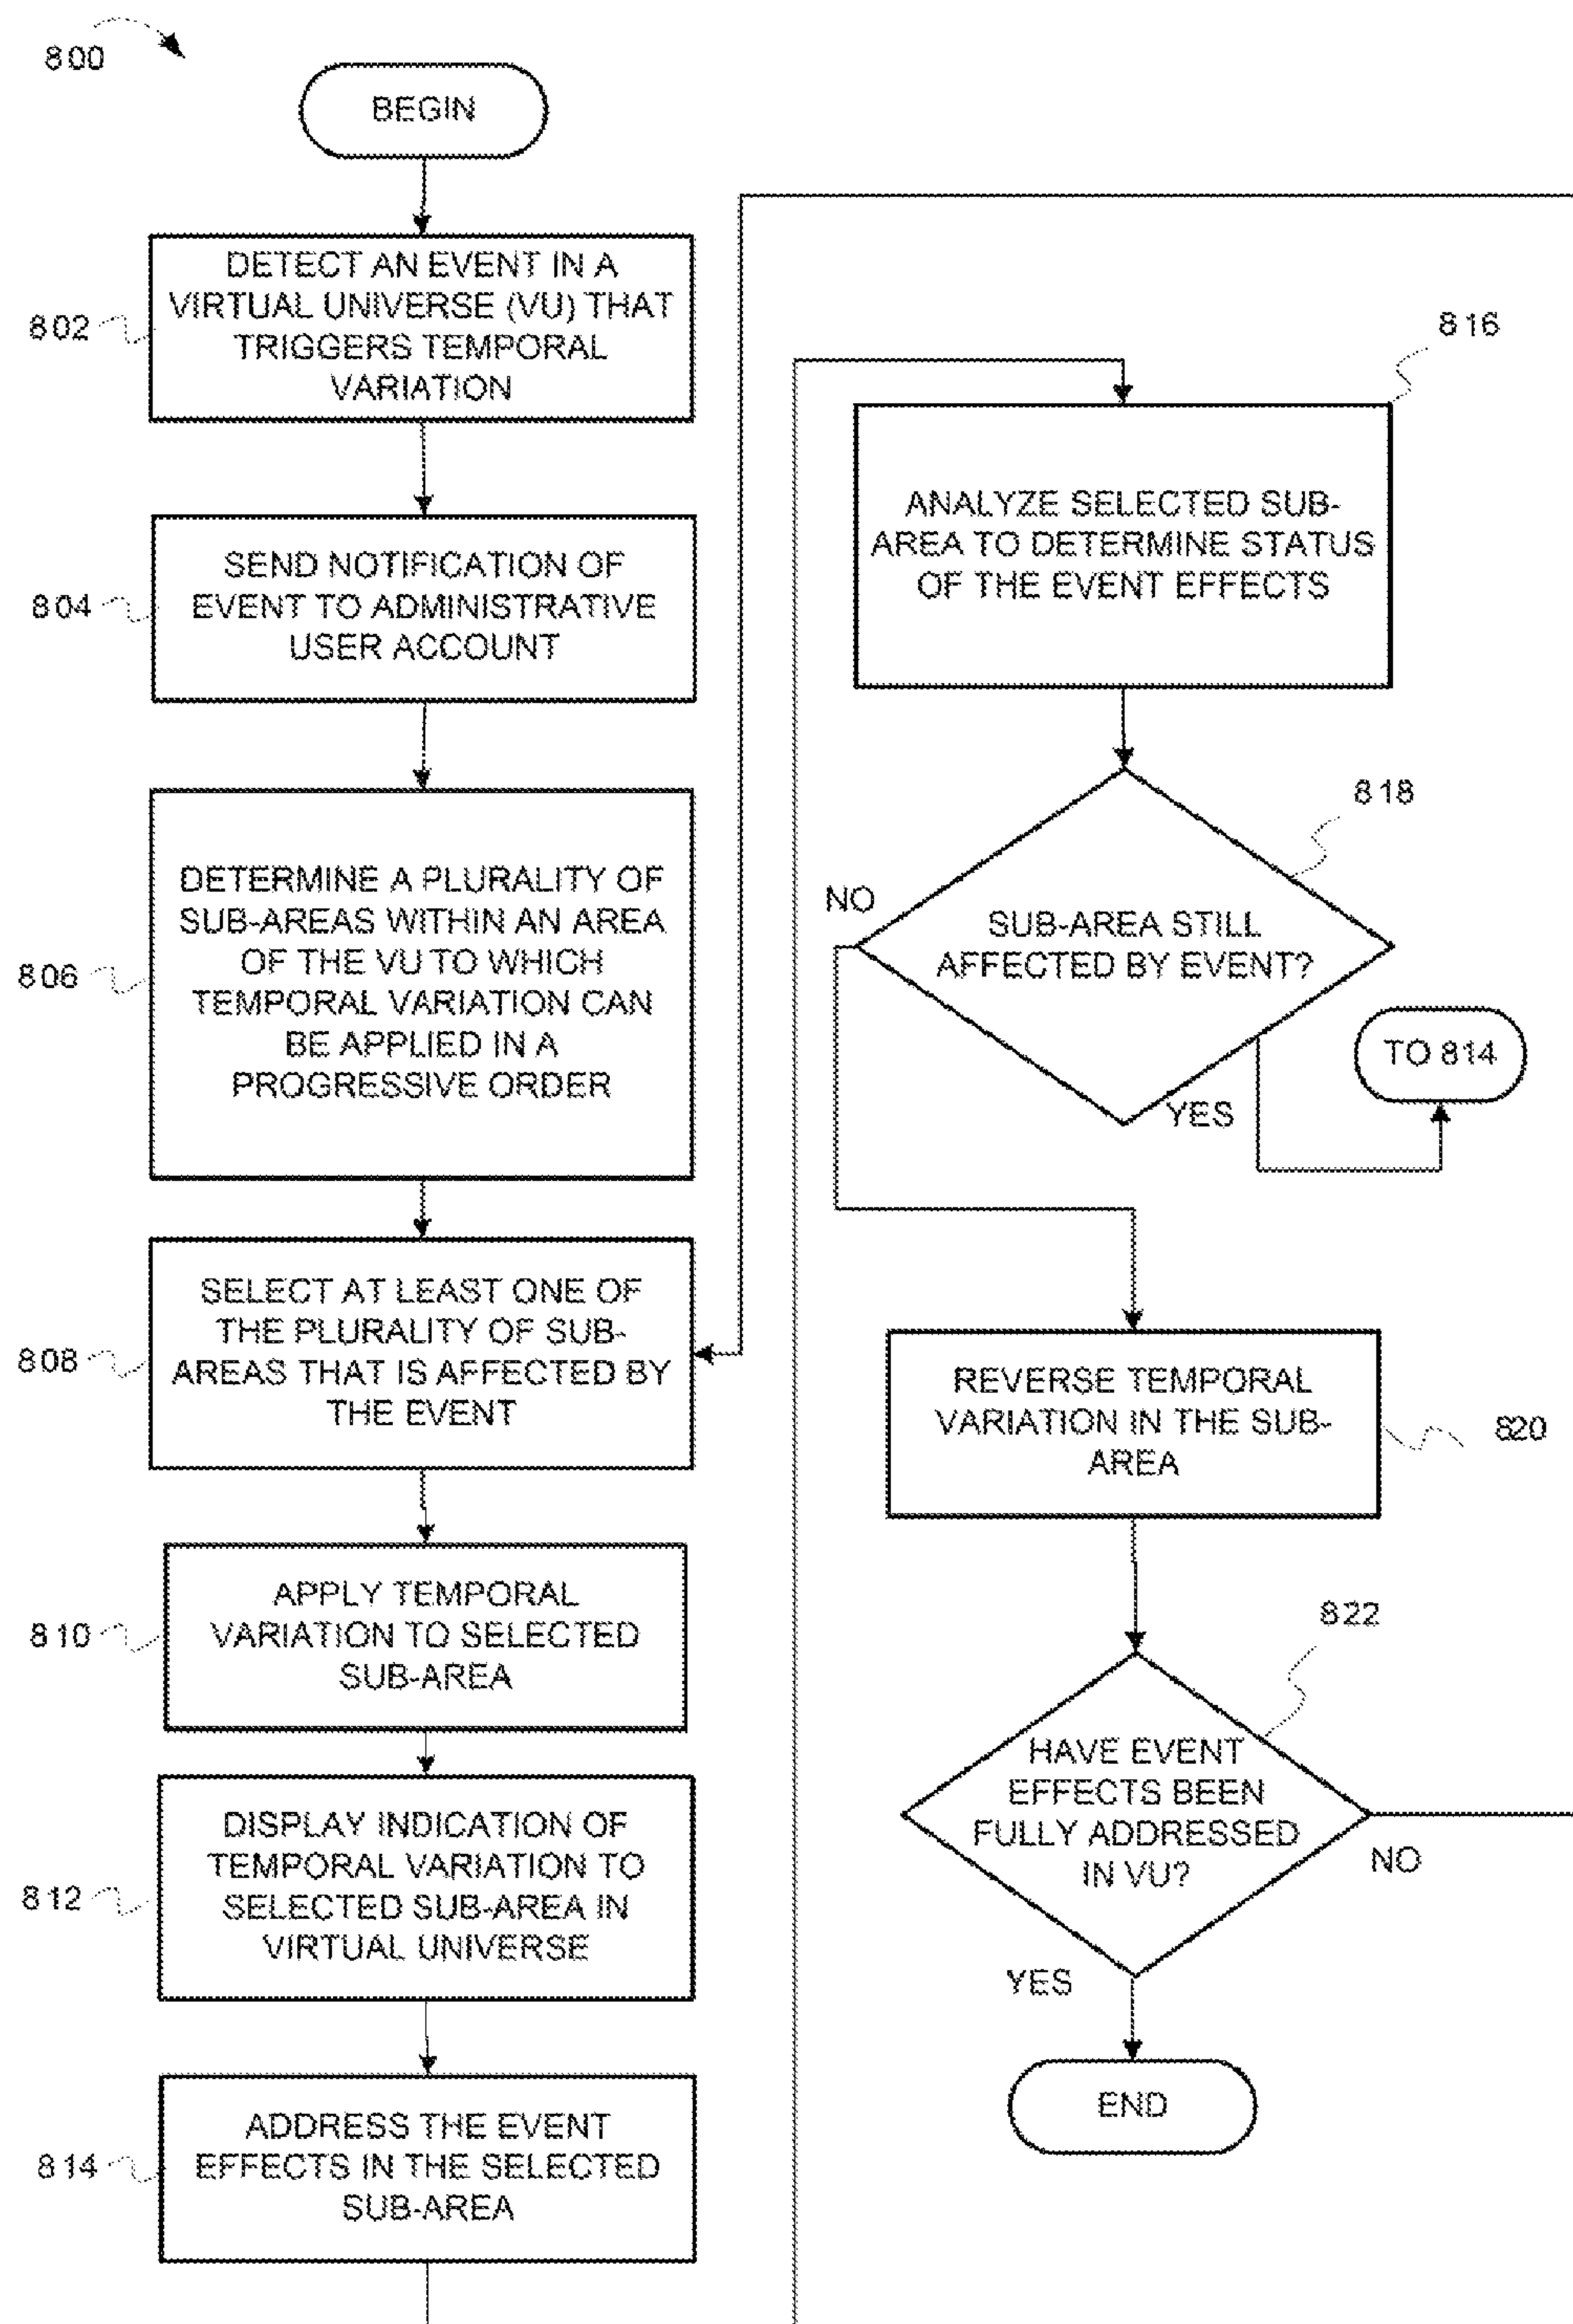 800
BEGIN
802
DETECT AN EVENT IN A
VIRTUAL UNIVERSE (VU) THAT
TRIGGERS TEMPORAL
VARIATION
804
SEND NOTIFICATION OF
EVENT TO ADMINISTRATIVE
USER ACCOUNT
806
DETERMINE A PLURALITY OF
SUB-AREAS WITHIN AN AREA
OF THE VU TO WHICH
TEMPORAL VARIATION CAN
BE APPLIED IN A
PROGRESSIVE ORDER
808
SELECT AT LEAST ONE OF
THE PLURALITY OF SUB-
AREAS THAT IS AFFECTED BY
THE EVENT
810
APPLY TEMPORAL
VARIATION TO SELECTED
SUB-AREA
812
DISPLAY INDICATION OF
TEMPORAL VARIATION TO
SELECTED SUB-AREA IN
VIRTUAL UNIVERSE
814
ADDRESS THE EVENT
EFFECTS IN THE SELECTED
SUB-AREA
816
ANALYZE SELECTED SUB-
AREA TO DETERMINE STATUS
OF THE EVENT EFFECTS
818
NO
SUB-AREA STILL
AFFECTED BY EVENT?
YES
TO 814
820
REVERSE TEMPORAL
VARIATION IN THE SUB-
AREA
822
HAVE EVENT
EFFECTS BEEN
FULLY ADDRESSED
IN VU?
NO
YES
END